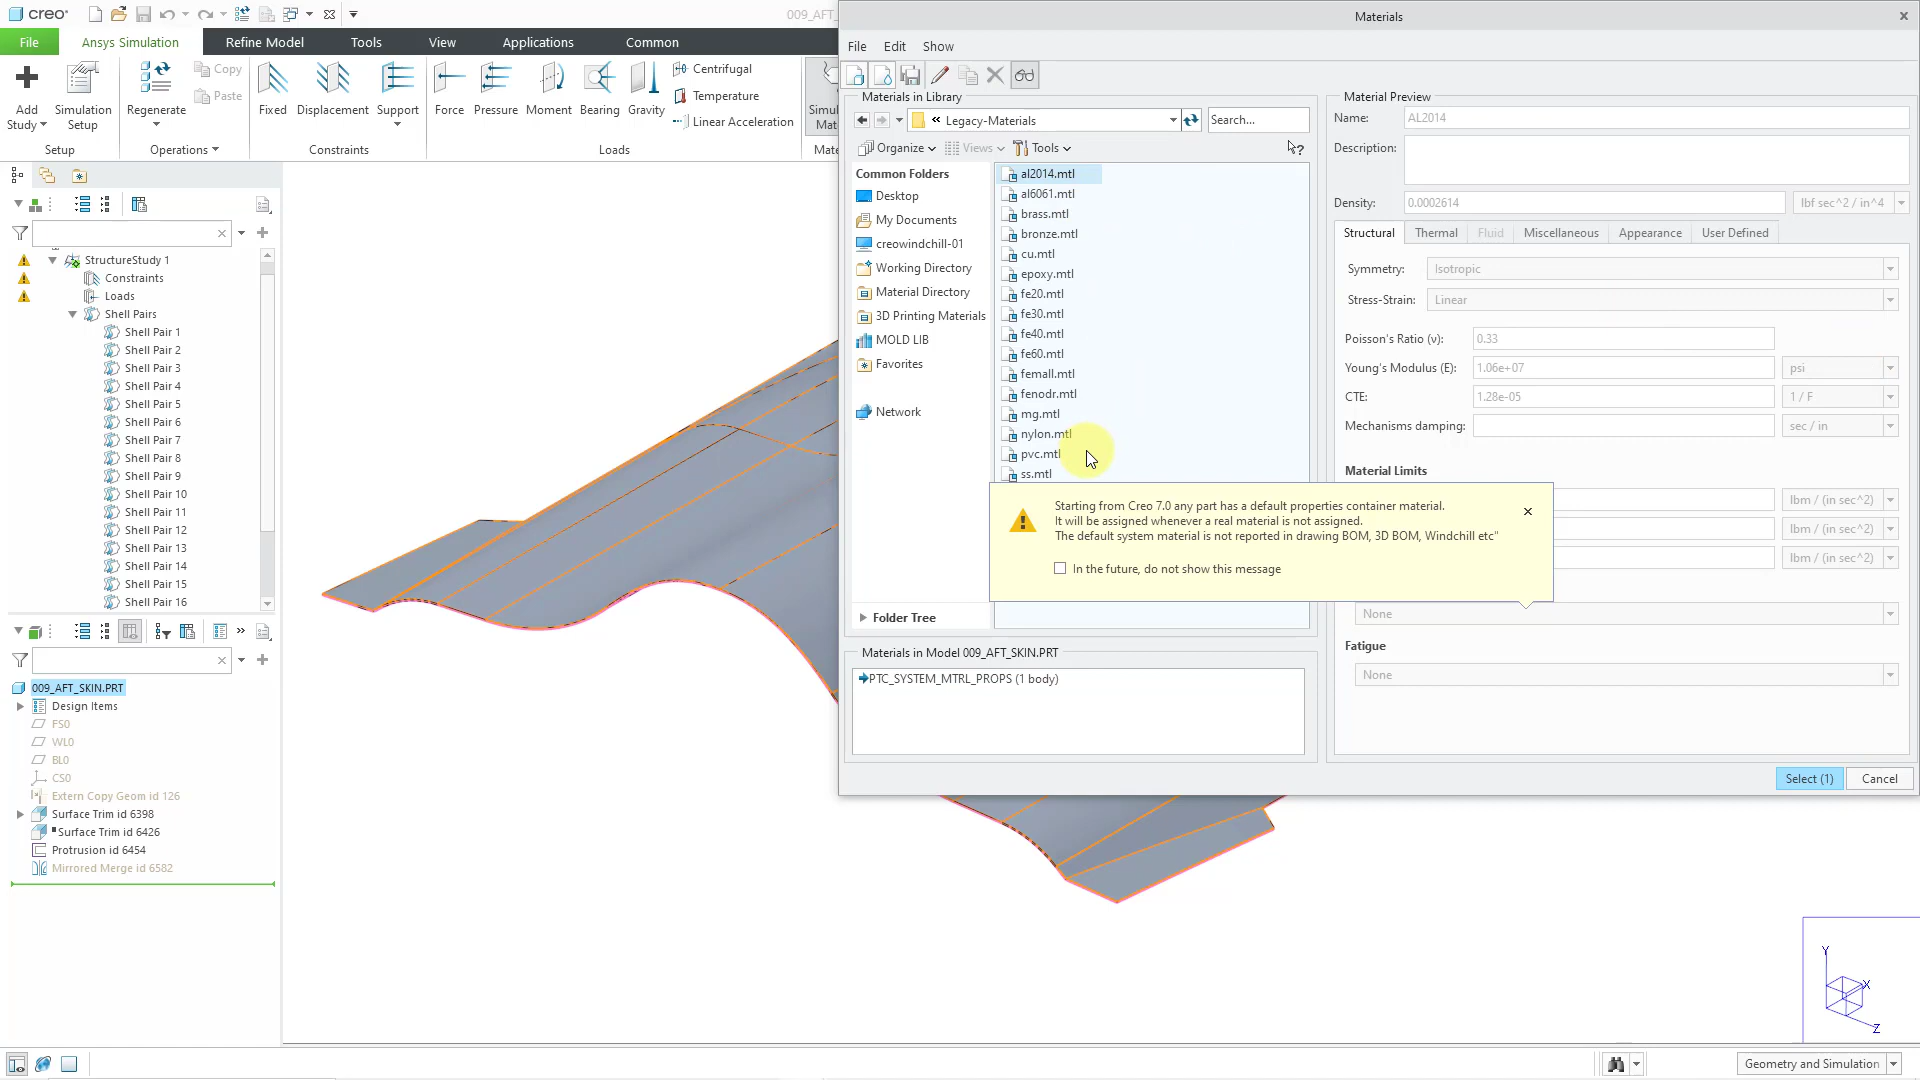 creo
009_AFT_
File
Ansys Simulation
Refine Model
Tools
View
Applications
Common
Add Study
Simulation Setup
Regenerate
Copy
Paste
Fixed
Displacement
Support
Force
Pressure
Moment
Bearing
Gravity
Centrifugal
Temperature
Linear Acceleration
Simul
Mat
Setup
Operations
Constraints
Loads
Mate
StructureStudy 1
Constraints
Loads
Shell Pairs
Shell Pair 1
Shell Pair 2
Shell Pair 3
Shell Pair 4
Shell Pair 5
Shell Pair 6
Shell Pair 7
Shell Pair 8
Shell Pair 9
Shell Pair 10
Shell Pair 11
Shell Pair 12
Shell Pair 13
Shell Pair 14
Shell Pair 15
Shell Pair 16
009_AFT_SKIN.PRT
Design Items
FS0
WL0
BL0
CS0
Extern Copy Geom id 126
Surface Trim id 6398
Surface Trim id 6426
Protrusion id 6454
Mirrored Merge id 6582
Materials
File
Edit
Show
Materials in Library
« Legacy-Materials
Search...
Organize
Views
Tools
Common Folders
Desktop
My Documents
creowindchill-01
Working Directory
Material Directory
3D Printing Materials
MOLD LIB
Favorites
Network
Folder Tree
al2014.mtl
al6061.mtl
brass.mtl
bronze.mtl
cu.mtl
epoxy.mtl
fe20.mtl
fe30.mtl
fe40.mtl
fe60.mtl
femall.mtl
fenodr.mtl
mg.mtl
nylon.mtl
pvc.mtl
ss.mtl
Starting from Creo 7.0 any part has a default properties container material.
It will be assigned whenever a real material is not assigned.
The default system material is not reported in drawing BOM, 3D BOM, Windchill etc"
In the future, do not show this message
Materials in Model 009_AFT_SKIN.PRT
PTC_SYSTEM_MTRL_PROPS (1 body)
Material Preview
Name: AL2014
Description:
Density: 0.0002614 lbf sec^2 / in^4
Structural
Thermal
Fluid
Miscellaneous
Appearance
User Defined
Symmetry: Isotropic
Stress-Strain: Linear
Poisson's Ratio (ν): 0.33
Young's Modulus (E): 1.06e+07 psi
CTE: 1.28e-05 1 / F
Mechanisms damping: sec / in
Material Limits
lbm / (in sec^2)
lbm / (in sec^2)
lbm / (in sec^2)
None
Fatigue
None
Select (1)
Cancel
Y
X
Z
Geometry and Simulation